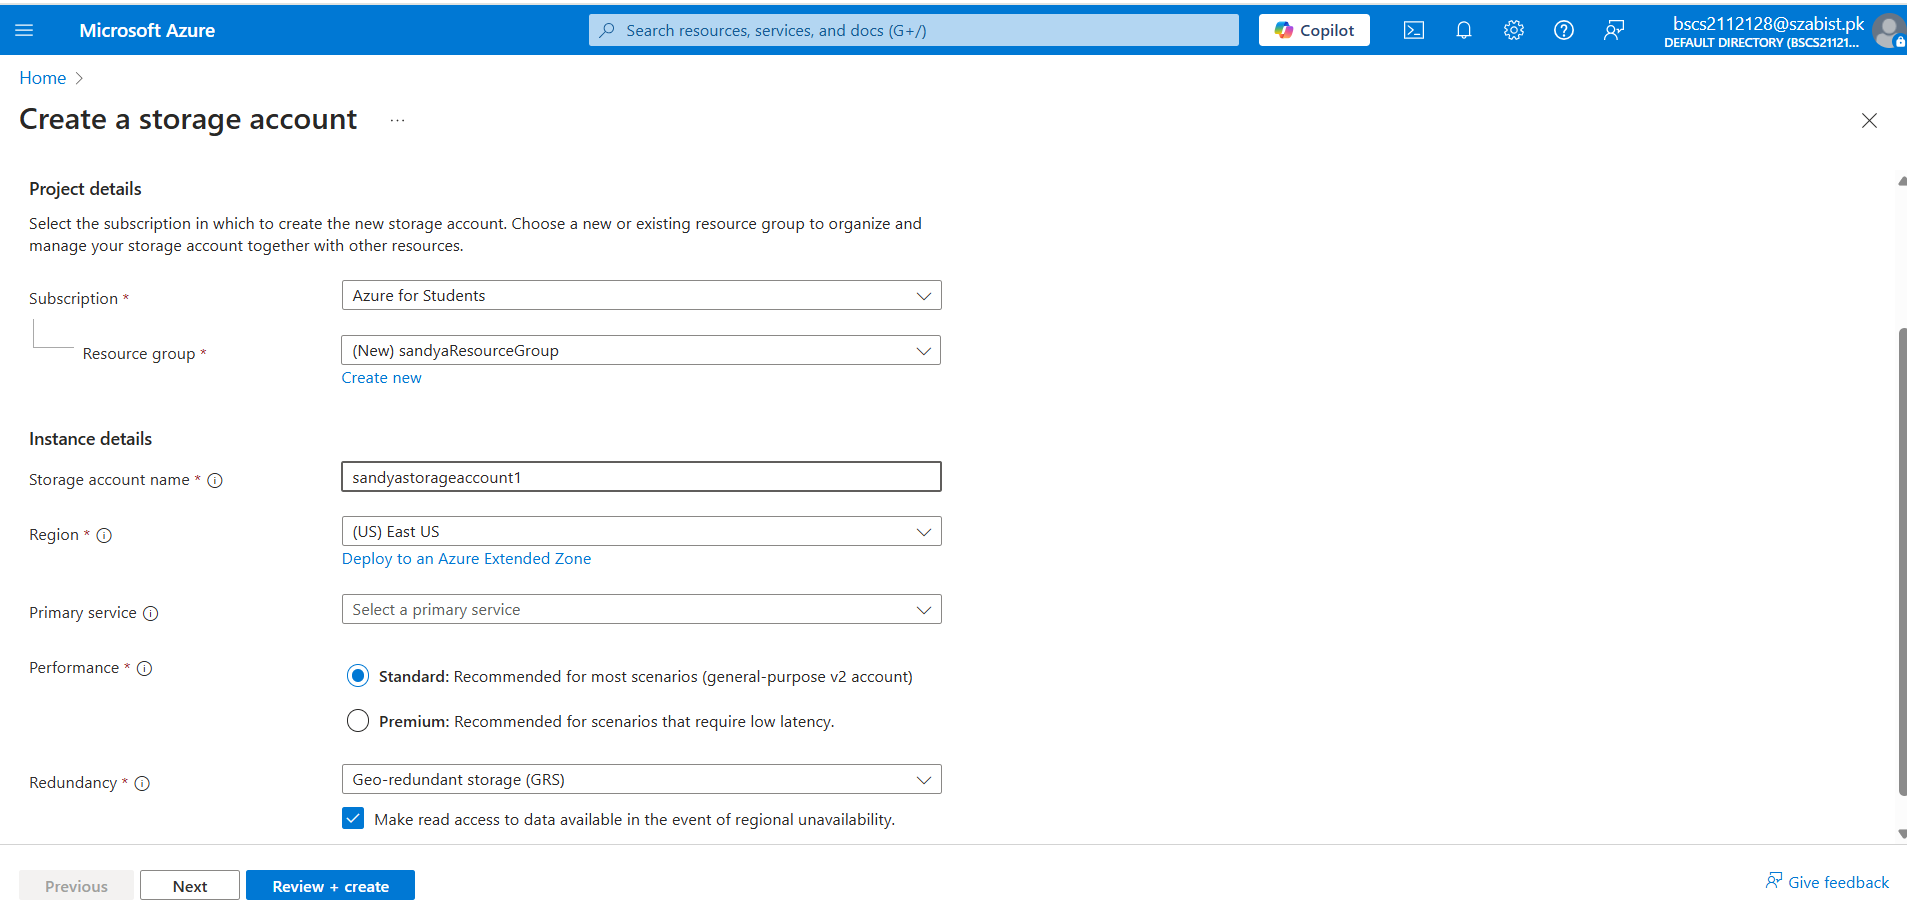 Microsoft Azure
Search resources, services, and docs (G+/)
Copilot
bscs2112128@szabist.pk
DEFAULT DIRECTORY (BSCS21121...
Home
Create a storage account
...
Project details
Select the subscription in which to create the new storage account. Choose a new or existing resource group to organize and
manage your storage account together with other resources.
Subscription *
Azure for Students
Resource group *
(New) sandyaResourceGroup
Create new
Instance details
Storage account name *
sandyastorageaccount1
Region *
(US) East US
Deploy to an Azure Extended Zone
Primary service
Select a primary service
Performance *
Standard: Recommended for most scenarios (general-purpose v2 account)
Premium: Recommended for scenarios that require low latency.
Redundancy *
Geo-redundant storage (GRS)
Make read access to data available in the event of regional unavailability.
Previous
Next
Review + create
Give feedback